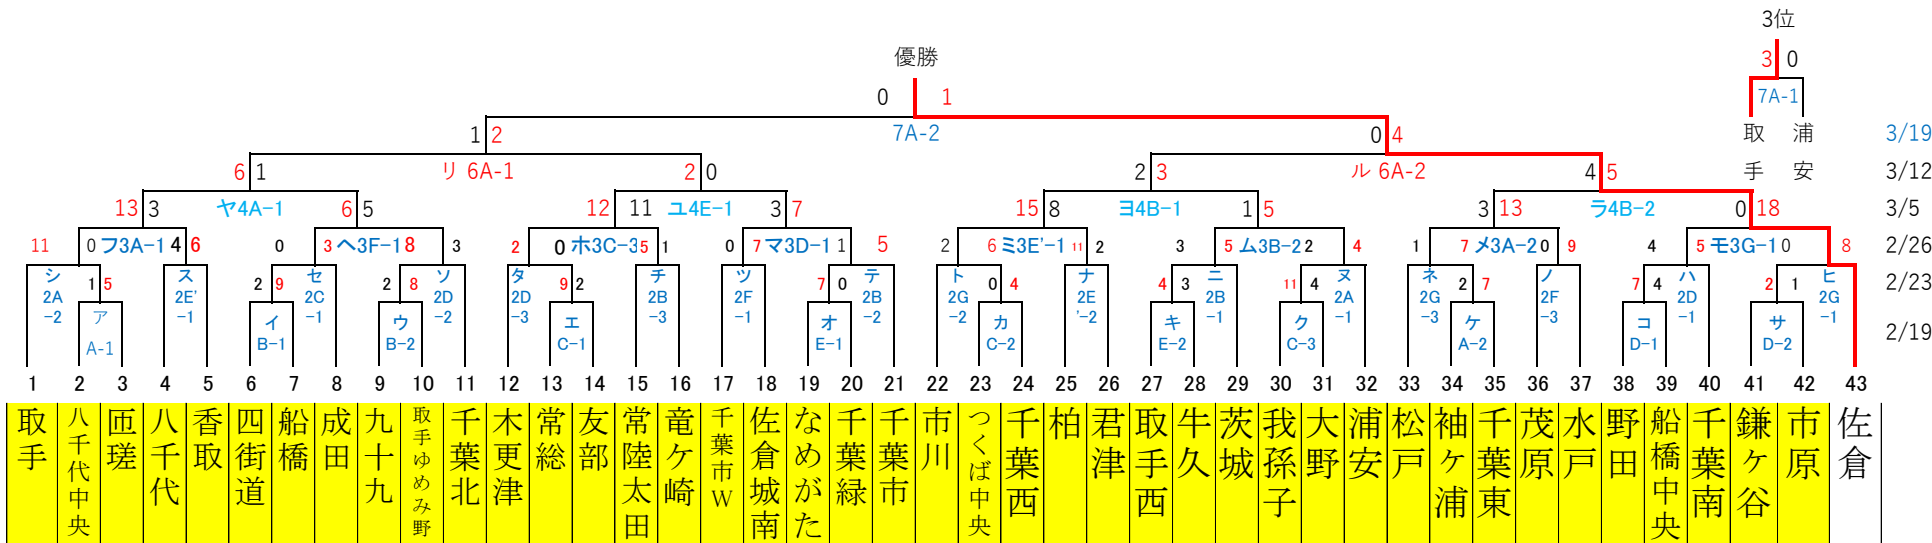 3位
優勝
3 0
0 1
7A-1
1 2
7A-2
0 4
取手 浦安
3/19
6 1
リ 6A-1
2 0
2 3
ル 6A-2
4 5
3/12
13 3
ヤ4A-1
6 5
12 11
ユ4E-1
3 7
15 8
ヨ4B-1
1 5
3 13
ラ4B-2
0 18
3/5
11 0 フ3A-1 4 6 0 3 ヘ3F-1 8 3 2 0 ホ3C-3 5 1 0 7 マ3D-1 1 5 2 6 ミ3E'-1 11 2 3 5 ム3B-2 2 4 1 7 メ3A-2 0 9 4 5 モ3G-1 0 8
2/26
シ 2A-2
1 5
ス 2E'-1
2 9
セ 2C-1
2 8
ソ 2D-2
タ 2D-3
9 2
チ 2B-3
ツ 2F-1
7 0
テ 2B-2
ト 2G-2
0 4
ナ 2E'-2
4 3
ニ 2B-1
11 4
ヌ 2A-1
ネ 2G-3
2 7
ノ 2F-3
7 4
ハ 2D-1
2 1
ヒ 2G-1
2/23
ア A-1
イ B-1
ウ B-2
エ C-1
オ E-1
カ C-2
キ E-2
ク C-3
ケ A-2
コ D-1
サ D-2
2/19
1 2 3 4 5 6 7 8 9 10 11 12 13 14 15 16 17 18 19 20 21 22 23 24 25 26 27 28 29 30 31 32 33 34 35 36 37 38 39 40 41 42 43
取手
八千代中央
匝瑳
八千代
香取
四街道
船橋
成田
九十九
取手ゆめみ野
千葉北
木更津
常総
友部
常陸太田
竜ケ崎
千葉市W
佐倉城南
なめがた
千葉緑
千葉市
市川
つくば中央
千葉西
柏
君津
取手西
牛久
茨城
我孫子
大野
浦安
松戸
袖ヶ浦
千葉東
茂原
水戸
野田
船橋中央
千葉南
鎌ヶ谷
市原
佐倉